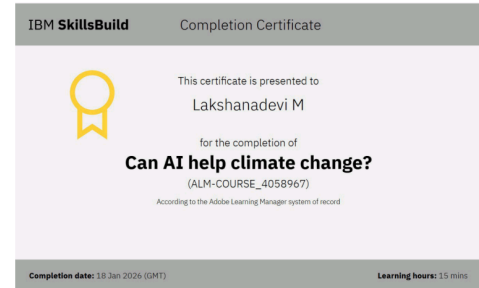 IBM SkillsBuild
Completion Certificate
This certificate is presented to
Lakshanadevi M
for the completion of
Can AI help climate change?
(ALM-COURSE_4058967)
According to the Adobe Learning Manager system of record
Completion date: 18 Jan 2026 (GMT)
Learning hours: 15 mins